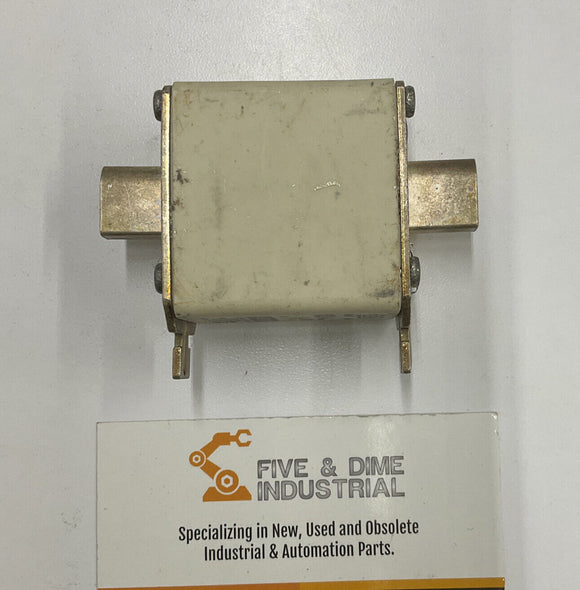 FIVE & DIME
INDUSTRIAL
Specializing in New, Used and Obsolete
Industrial & Automation Parts.